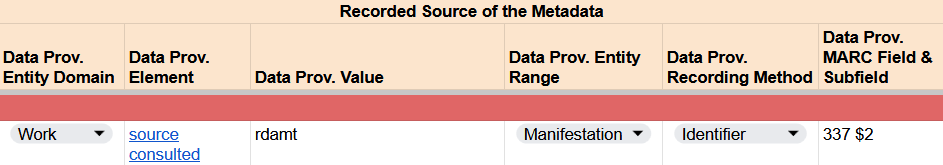 Recorded Source of the Metadata
Data Prov. Entity Domain
Data Prov. Element
Data Prov. Value
Data Prov. Entity Range
Data Prov. Recording Method
Data Prov. MARC Field & Subfield
Work
source consulted
rdamt
Manifestation
Identifier
337 $2